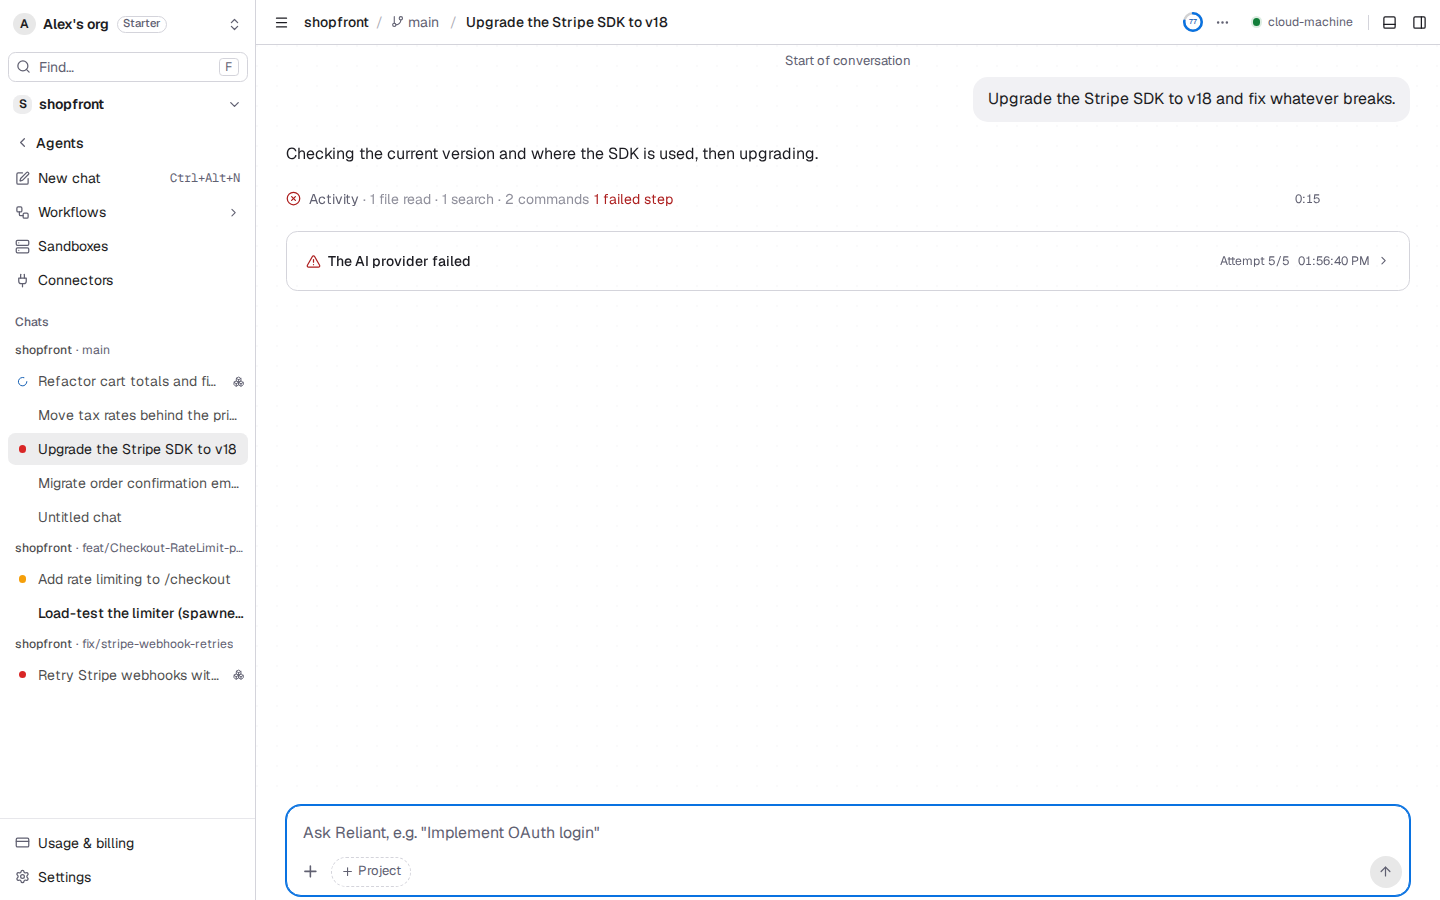 A Alex's org Starter
Find... F
S shopfront
Agents
New chat Ctrl+Alt+N
Workflows
Sandboxes
Connectors
Chats
shopfront · main
Refactor cart totals and fi...
Move tax rates behind the pri...
Upgrade the Stripe SDK to v18
Migrate order confirmation em...
Untitled chat
shopfront · feat/Checkout-RateLimit-p...
Add rate limiting to /checkout
Load-test the limiter (spawne...
shopfront · fix/stripe-webhook-retries
Retry Stripe webhooks wit...
Usage & billing
Settings
shopfront / main / Upgrade the Stripe SDK to v18
77 cloud-machine
Start of conversation
Upgrade the Stripe SDK to v18 and fix whatever breaks.
Checking the current version and where the SDK is used, then upgrading.
Activity · 1 file read · 1 search · 2 commands 1 failed step 0:15
The AI provider failed Attempt 5/5 01:56:40 PM
Ask Reliant, e.g. "Implement OAuth login"
Project